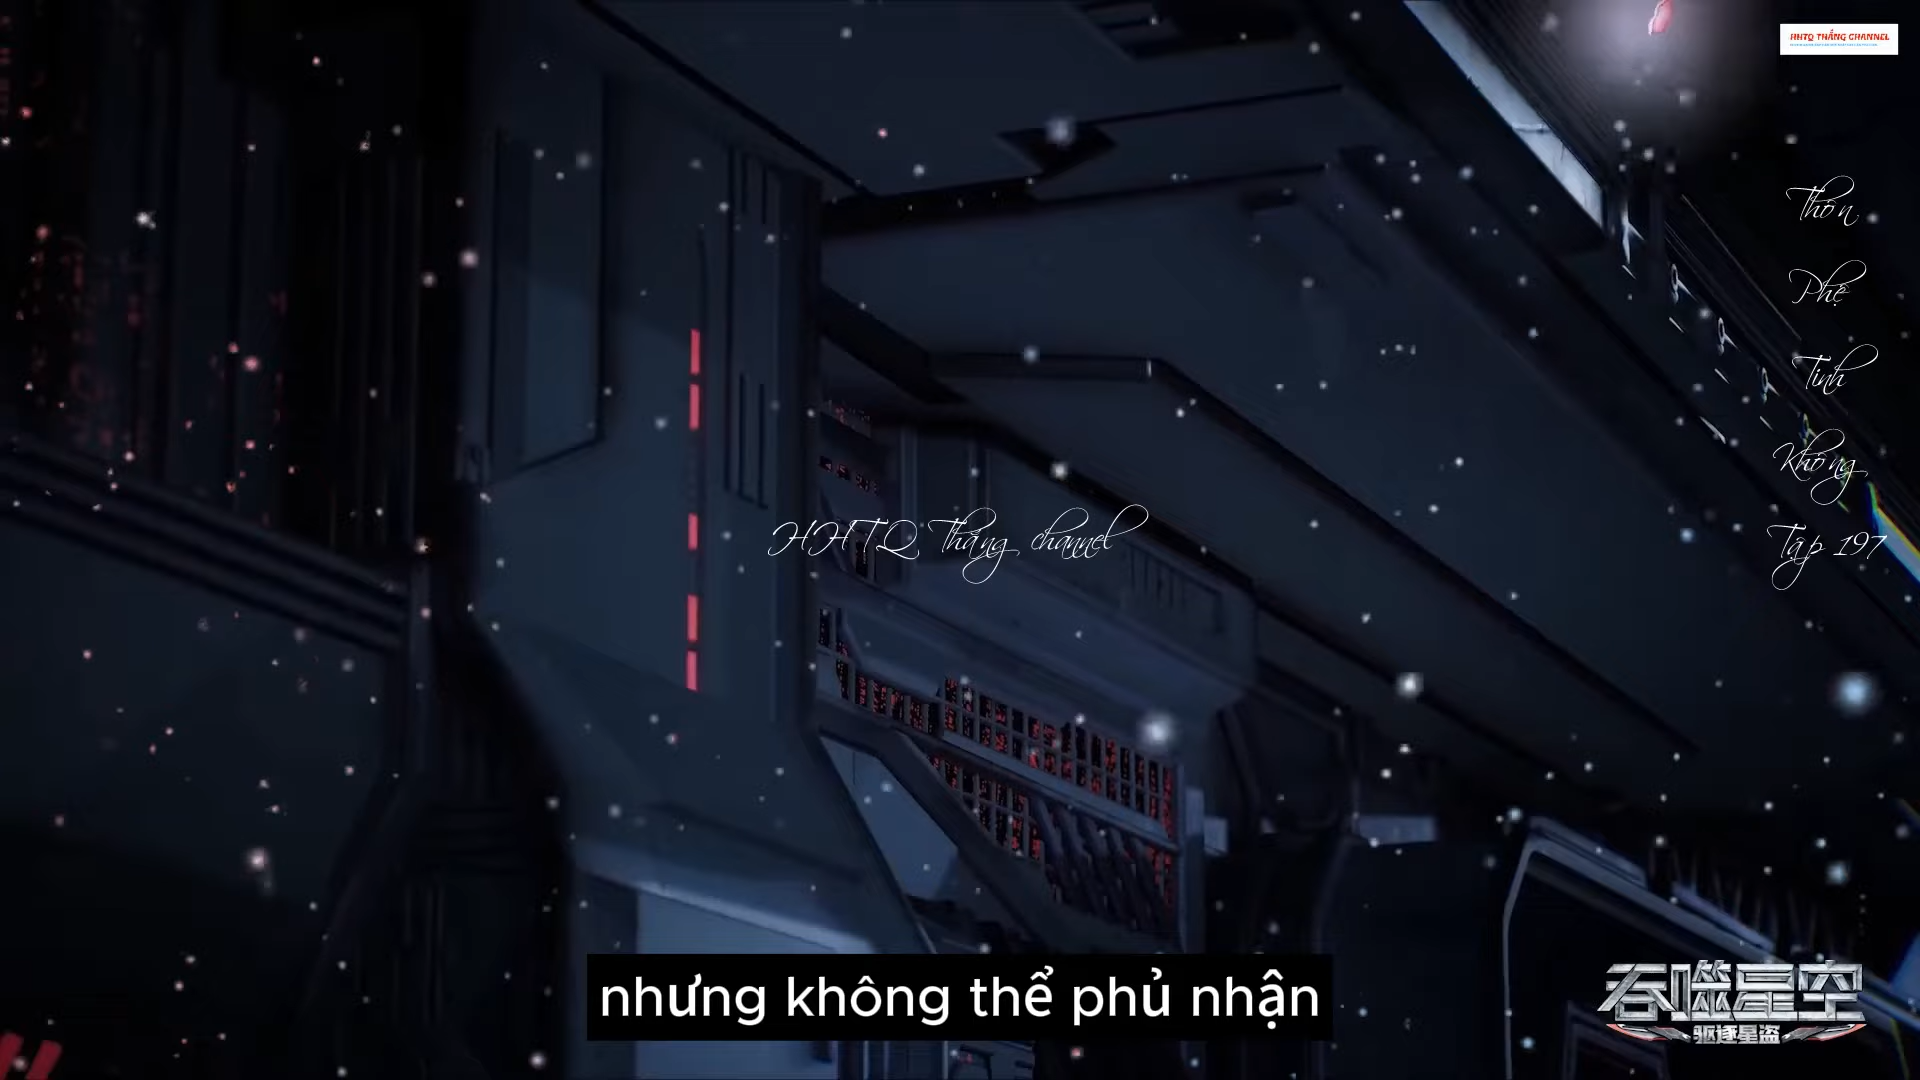 HHTQ THẮNG CHANNEL
Thôn
Phệ
Tinh
Không
Tập 197
HHTQ Thắng channel
nhưng không thể phủ nhận
吞噬星空
驱逐星盗